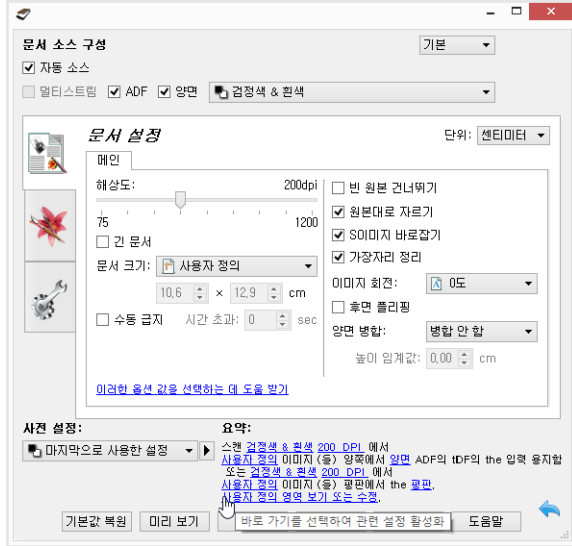 문서 소스 구성
기본
자동 소스
멀티스트림 ADF 양면 검정색 & 흰색
문서 설정
단위: 센티미터
메인
해상도: 200dpi
75 1200
긴 문서
문서 크기: 사용자 정의
10,6 × 12,9 cm
수동 급지 시간 초과: 0 sec
이러한 옵션 값을 선택하는 데 도움 받기
빈 원본 건너뛰기
원본대로 자르기
S이미지 바로잡기
가장자리 정리
이미지 회전: 0도
후면 플리핑
양면 병합: 병합 안 함
높이 임계값: 0,00 cm
사전 설정:
마지막으로 사용한 설정
요약:
스캔 검정색 & 흰색 200 DPI 에서
사용자 정의 이미지 (을) 양쪽에서 양면 ADF의 the 입력 용지함
또는 검정색 & 흰색 200 DPI 에서
사용자 정의 이미지 (을) 평판에서 the 평판.
사용자 정의 영역 보기 또는 수정.
기본값 복원 미리 보기 도움말
바로 가기를 선택하여 관련 설정 활성화